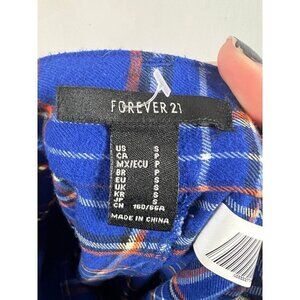 FOREVER 21
US S
CA P
MX/ECU P
BR P
EU S
UK S
KR S
JP S
CN 160/66A
MADE IN CHINA